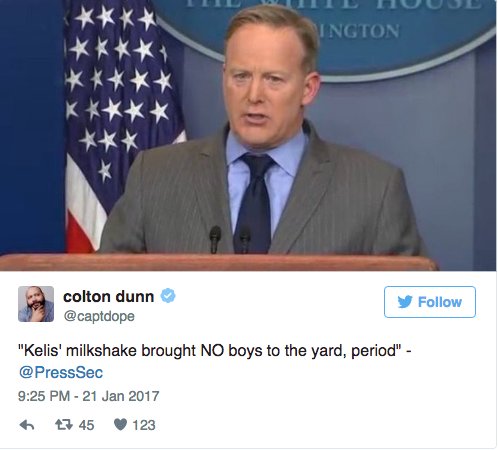 THE WHITE HOUSE
INGTON
colton dunn
@captdope
Follow
"Kelis' milkshake brought NO boys to the yard, period" -
@PressSec
9:25 PM - 21 Jan 2017
45 123